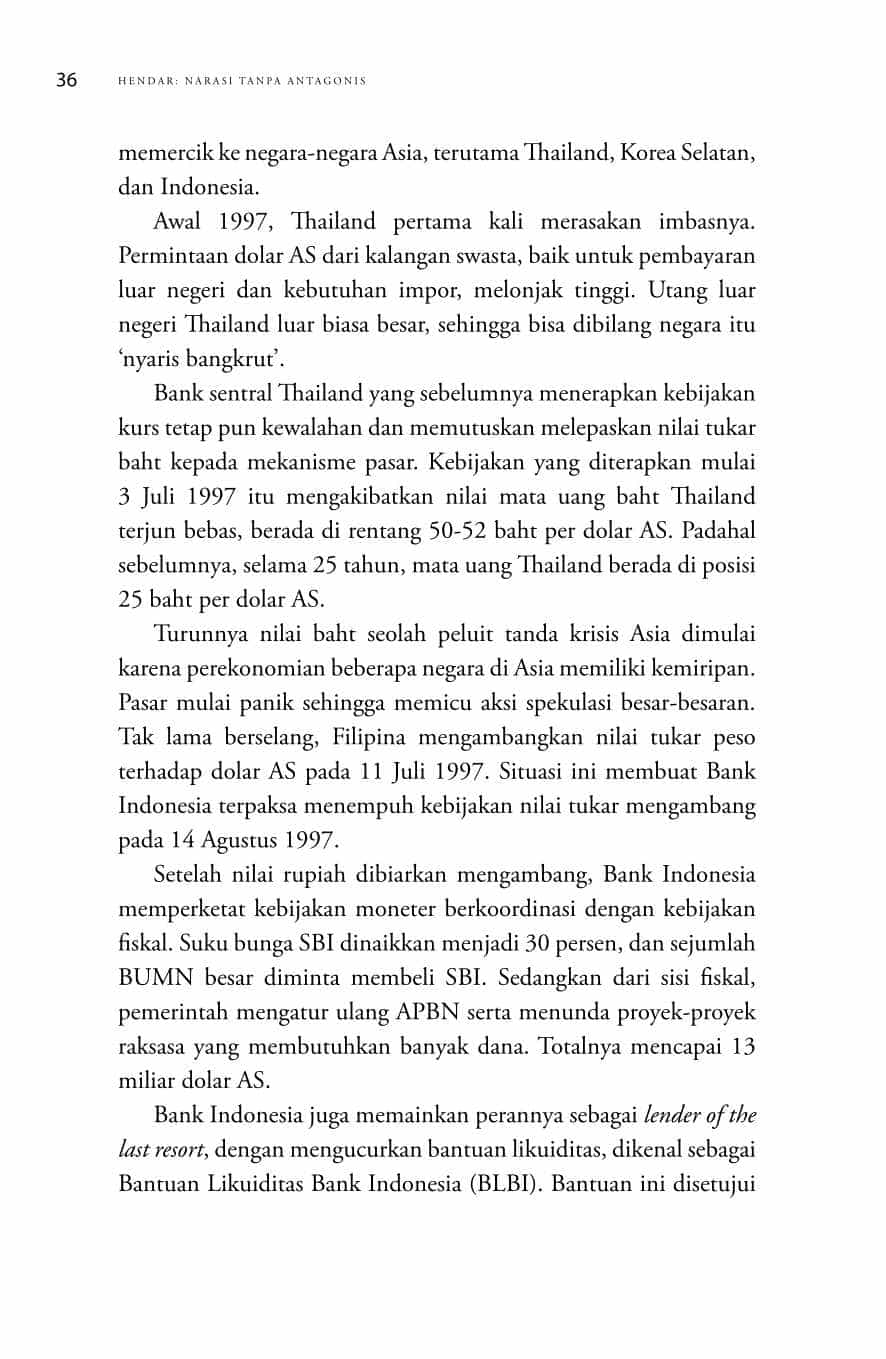 36
HENDAR: NARASI TANPA ANTAGONIS
memercik ke negara-negara Asia, terutama Thailand, Korea Selatan,
dan Indonesia.
Awal 1997, Thailand pertama kali merasakan imbasnya.
Permintaan dolar AS dari kalangan swasta, baik untuk pembayaran
luar negeri dan kebutuhan impor, melonjak tinggi. Utang luar
negeri Thailand luar biasa besar, sehingga bisa dibilang negara itu
‘nyaris bangkrut’.
Bank sentral Thailand yang sebelumnya menerapkan kebijakan
kurs tetap pun kewalahan dan memutuskan melepaskan nilai tukar
baht kepada mekanisme pasar. Kebijakan yang diterapkan mulai
3 Juli 1997 itu mengakibatkan nilai mata uang baht Thailand
terjun bebas, berada di rentang 50-52 baht per dolar AS. Padahal
sebelumnya, selama 25 tahun, mata uang Thailand berada di posisi
25 baht per dolar AS.
Turunnya nilai baht seolah peluit tanda krisis Asia dimulai
karena perekonomian beberapa negara di Asia memiliki kemiripan.
Pasar mulai panik sehingga memicu aksi spekulasi besar-besaran.
Tak lama berselang, Filipina mengambangkan nilai tukar peso
terhadap dolar AS pada 11 Juli 1997. Situasi ini membuat Bank
Indonesia terpaksa menempuh kebijakan nilai tukar mengambang
pada 14 Agustus 1997.
Setelah nilai rupiah dibiarkan mengambang, Bank Indonesia
memperketat kebijakan moneter berkoordinasi dengan kebijakan
fiskal. Suku bunga SBI dinaikkan menjadi 30 persen, dan sejumlah
BUMN besar diminta membeli SBI. Sedangkan dari sisi fiskal,
pemerintah mengatur ulang APBN serta menunda proyek-proyek
raksasa yang membutuhkan banyak dana. Totalnya mencapai 13
miliar dolar AS.
Bank Indonesia juga memainkan perannya sebagai lender of the
last resort, dengan mengucurkan bantuan likuiditas, dikenal sebagai
Bantuan Likuiditas Bank Indonesia (BLBI). Bantuan ini disetujui